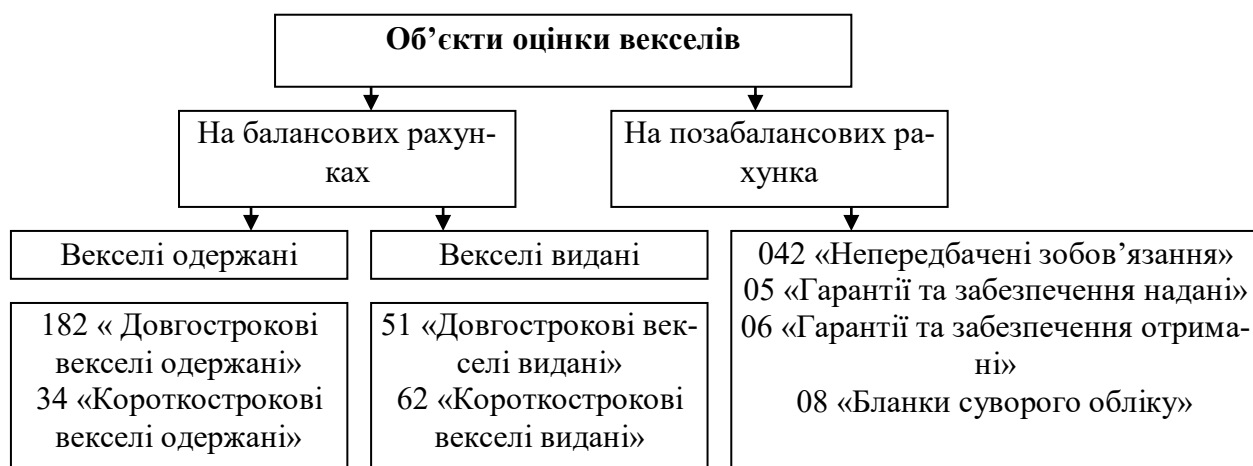 Об’єкти оцінки векселів
На балансових рахун-
ках
На позабалансових ра-
хунка
Векселі одержані
Векселі видані
042 «Непередбачені зобов’язання»
05 «Гарантії та забезпечення надані»
06 «Гарантії та забезпечення отрима-
ні»
08 «Бланки суворого обліку»
182 « Довгострокові
векселі одержані»
34 «Короткострокові
векселі одержані»
51 «Довгострокові век-
селі видані»
62 «Короткострокові
векселі видані»